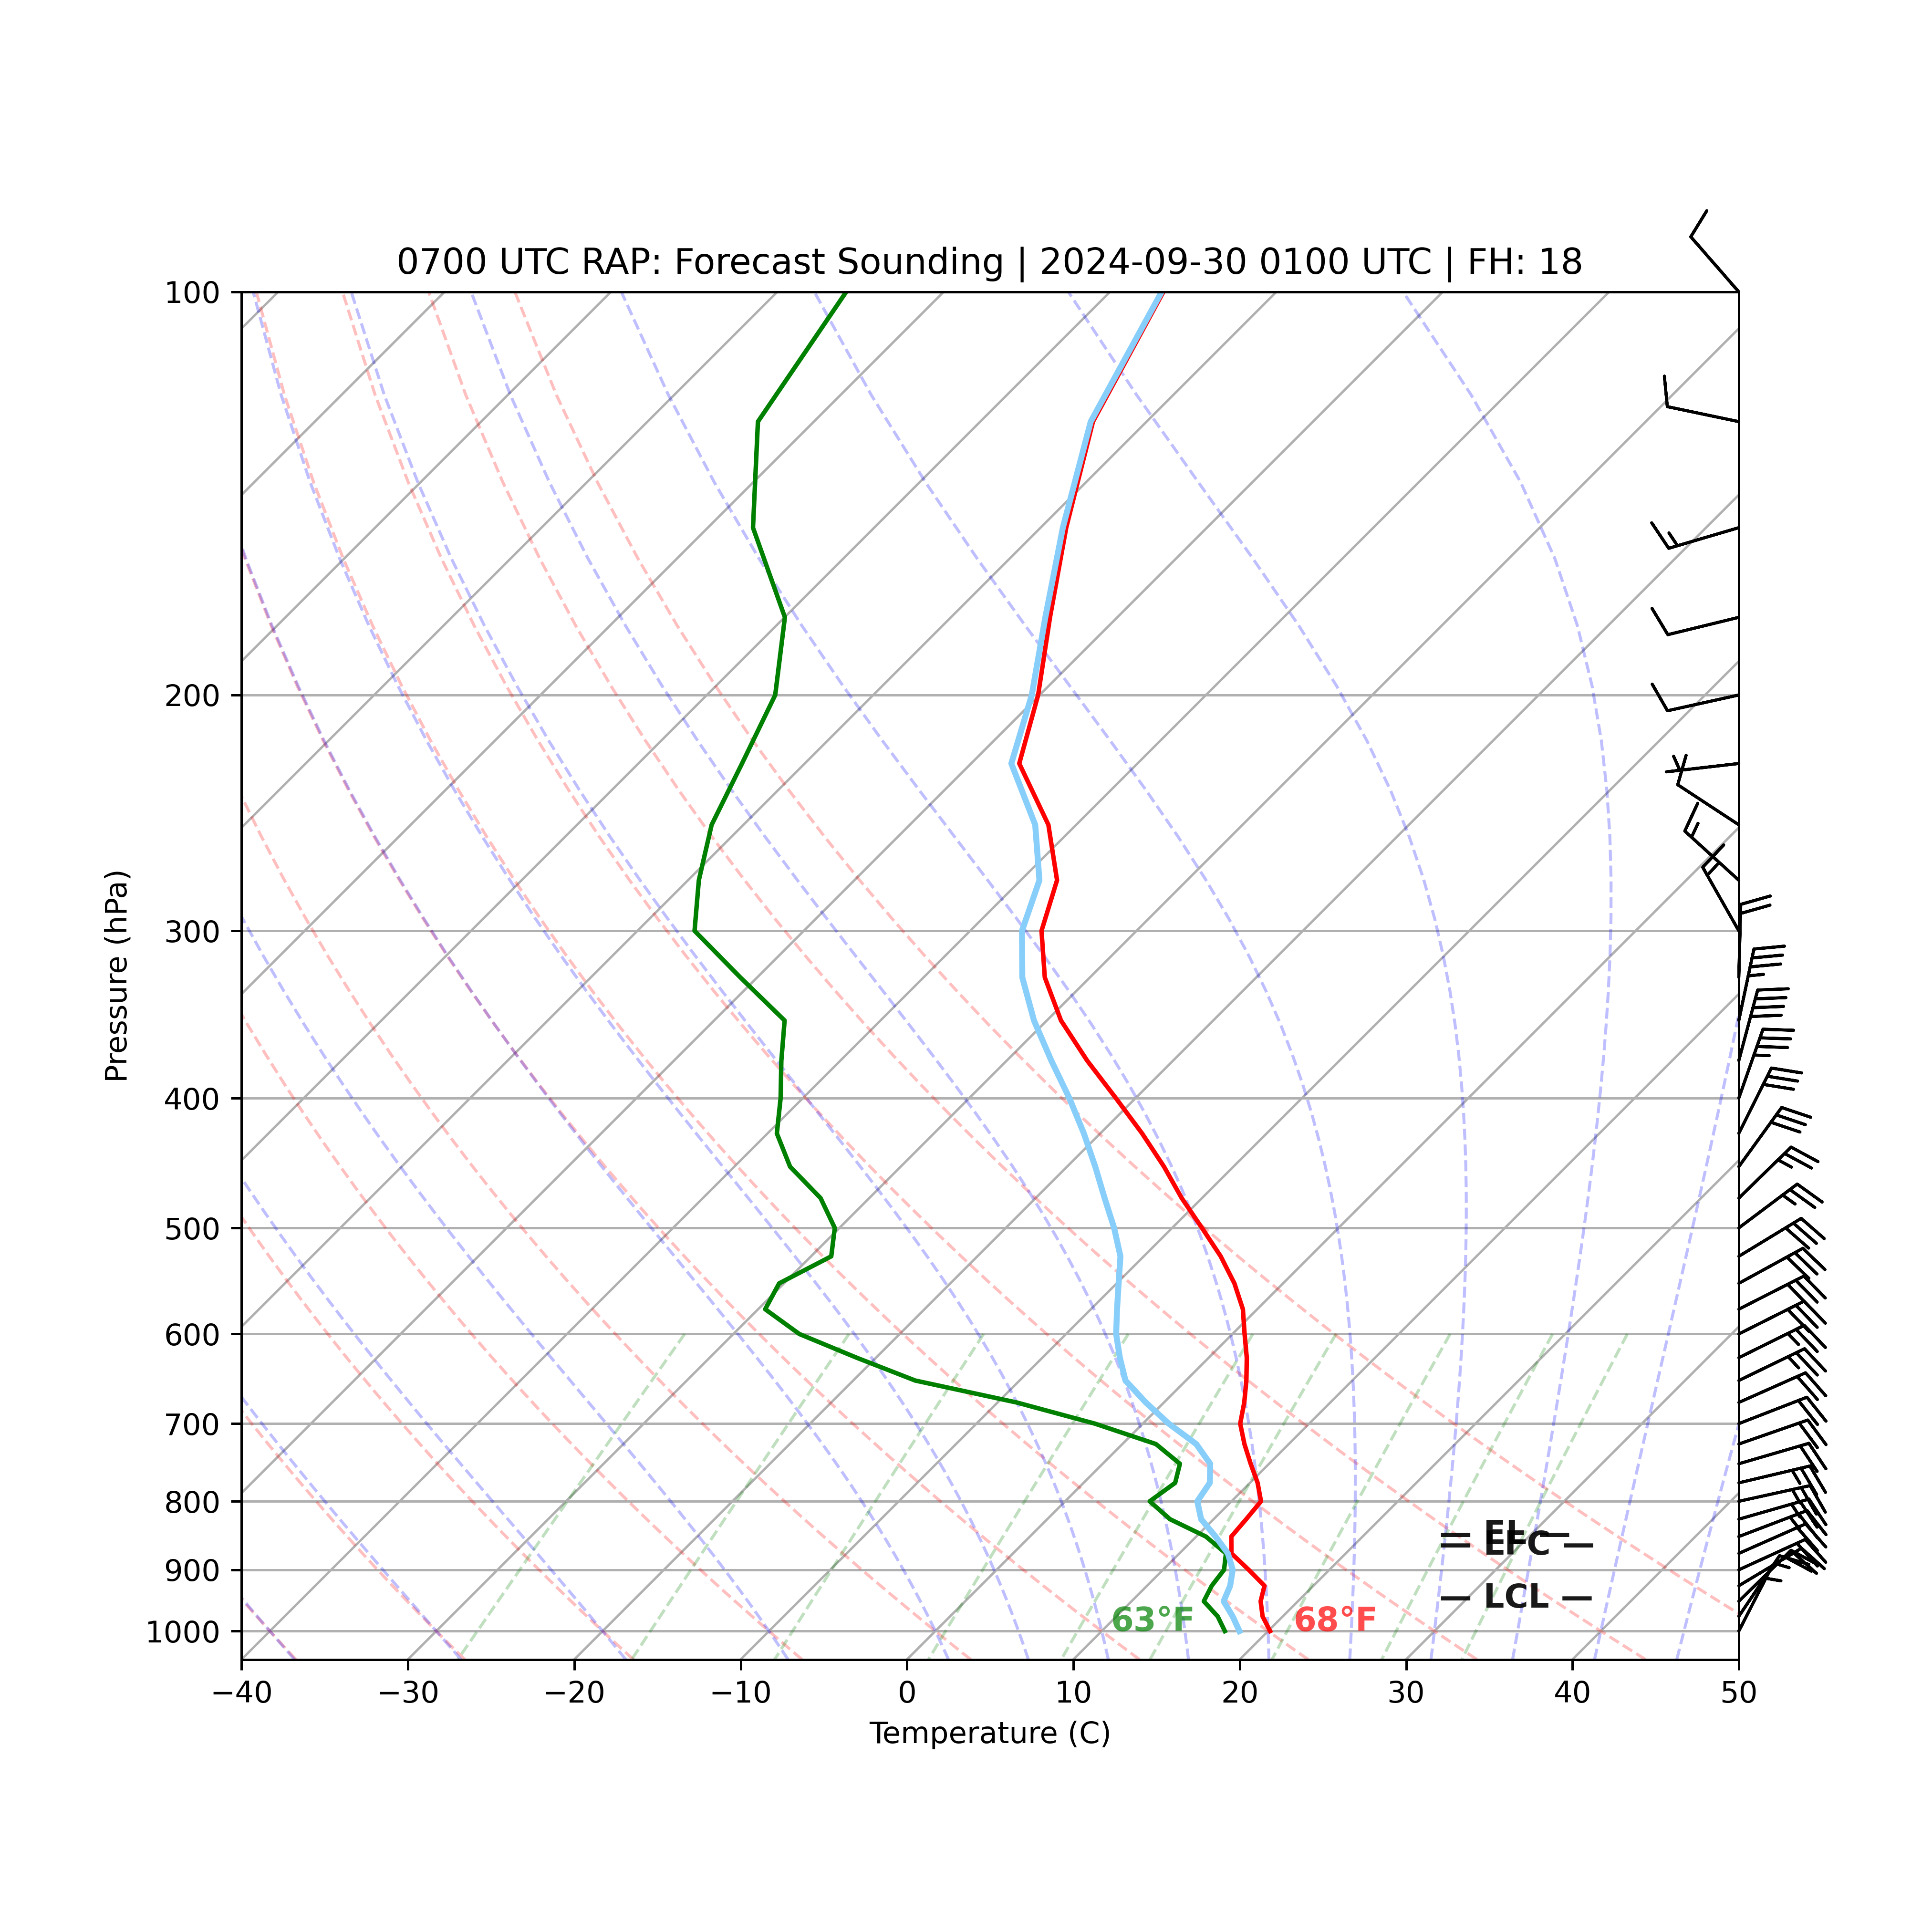 0700 UTC RAP: Forecast Sounding | 2024-09-30 0100 UTC | FH: 18
100
200
300
400
500
600
700
800
900
1000
Pressure (hPa)
— EL —
— LFC —
— LCL —
63°F
68°F
−40 −30 −20 −10 0 10 20 30 40 50
Temperature (C)